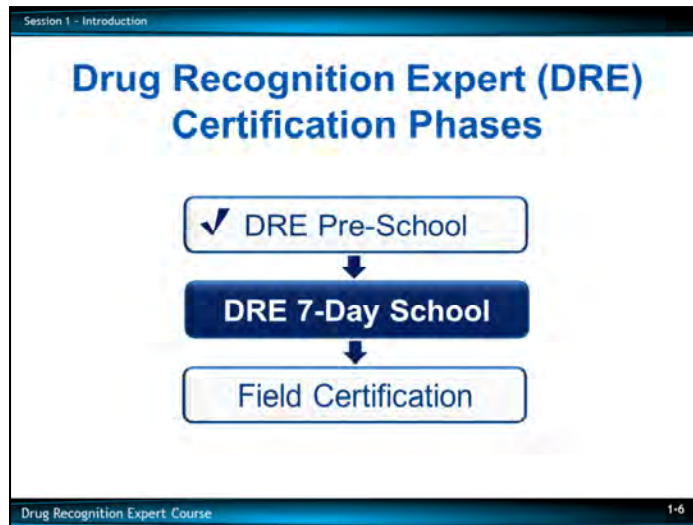 Session 1 - Introduction
Drug Recognition Expert (DRE)
Certification Phases
DRE Pre-School
DRE 7-Day School
Field Certification
Drug Recognition Expert Course
1-6